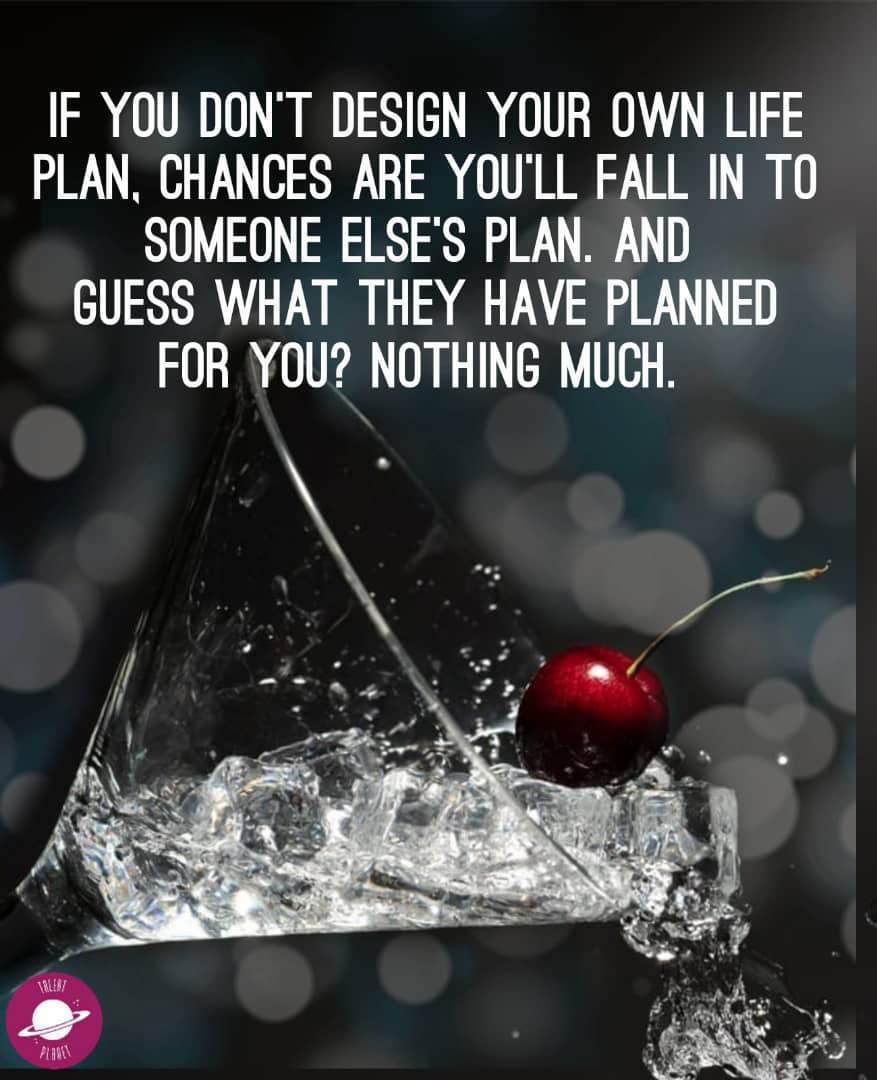 IF YOU DON'T DESIGN YOUR OWN LIFE
PLAN, CHANCES ARE YOU'LL FALL IN TO
SOMEONE ELSE'S PLAN. AND
GUESS WHAT THEY HAVE PLANNED
FOR YOU? NOTHING MUCH.
TALENT
PLANET